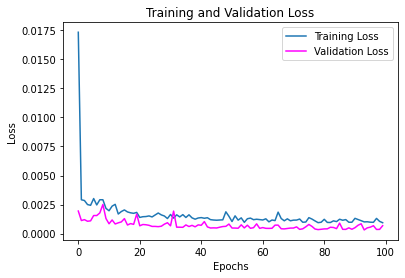 Training and Validation Loss
Training Loss
Validation Loss
0.0175
0.0150
0.0125
0.0100
0.0075
0.0050
0.0025
0.0000
Loss
0 20 40 60 80 100
Epochs